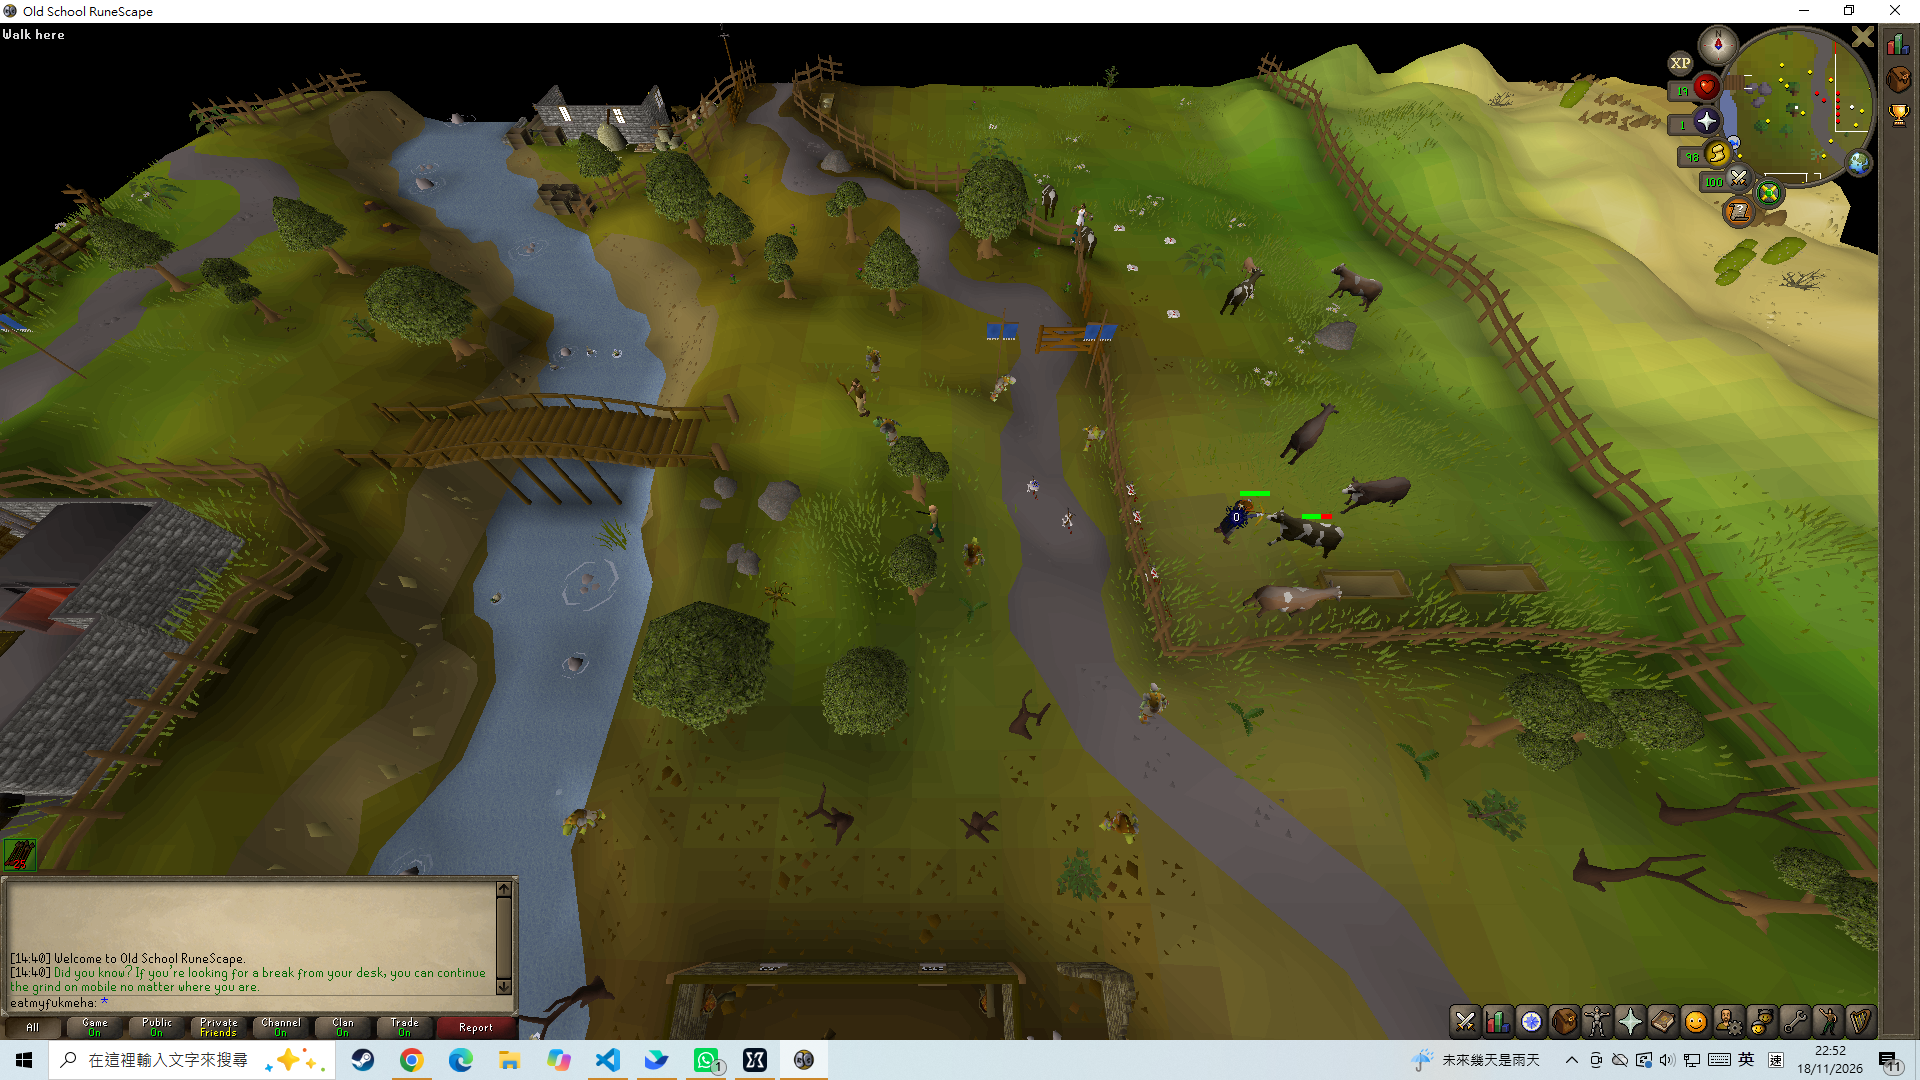 Old School RuneScape
Walk here
N
XP
19
1
98
100
0
25
[14:40] Welcome to Old School RuneScape.
[14:40] Did you know? If you're looking for a break from your desk, you can continue
the grind on mobile no matter where you are.
eatmyfukmeha: *
All
Game
On
Public
On
Private
Friends
Channel
On
Clan
On
Trade
On
Report
在這裡輸入文字來搜尋
1
未來幾天是雨天
英
速
22:52
18/11/2026
11